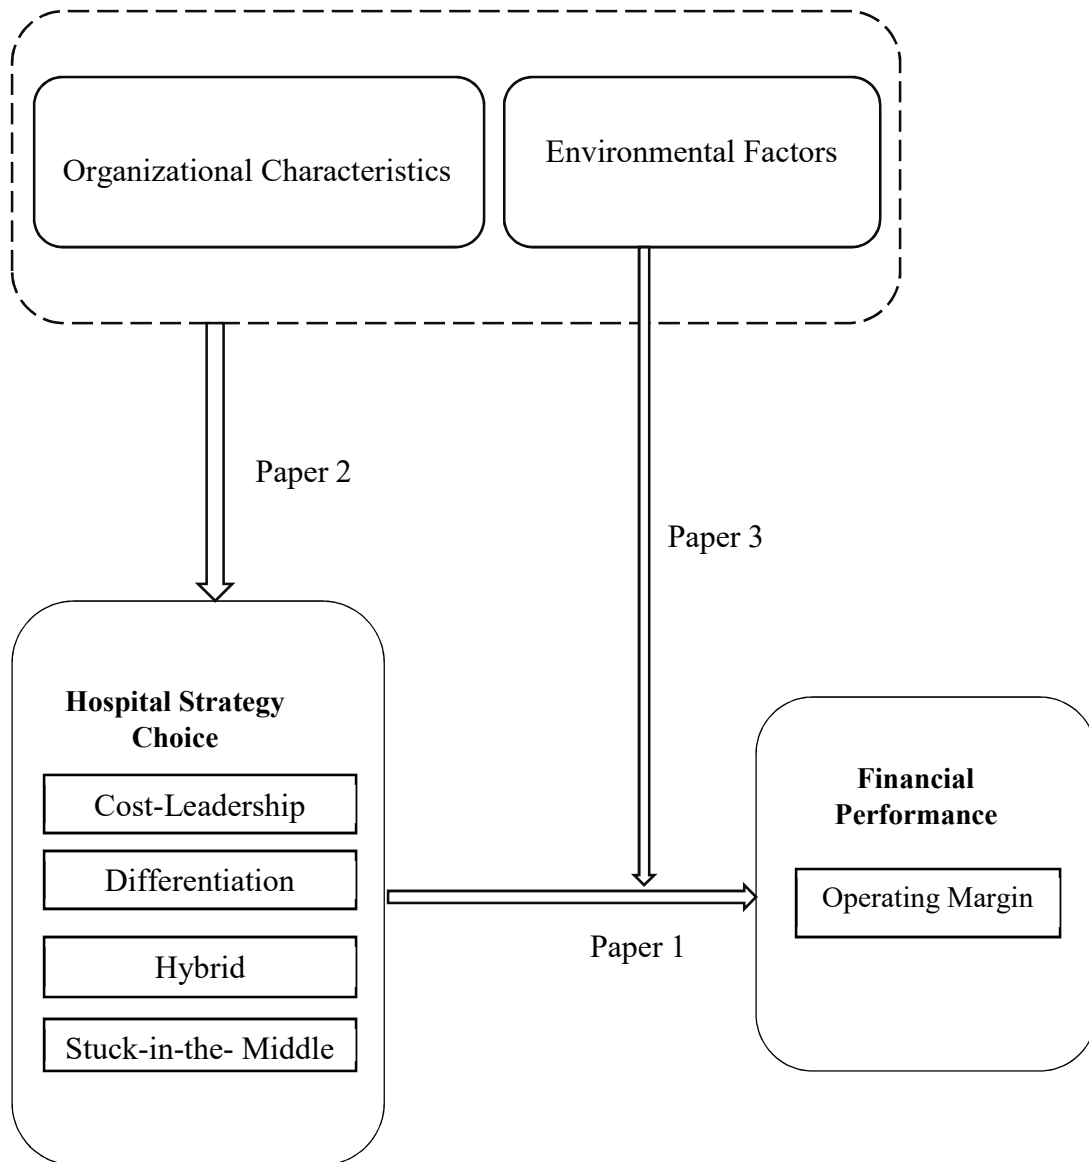 Organizational Characteristics
Environmental Factors
Paper 2
Paper 3
Hospital Strategy
Choice
Cost-Leadership
Differentiation
Hybrid
Stuck-in-the- Middle
Paper 1
Financial
Performance
Operating Margin